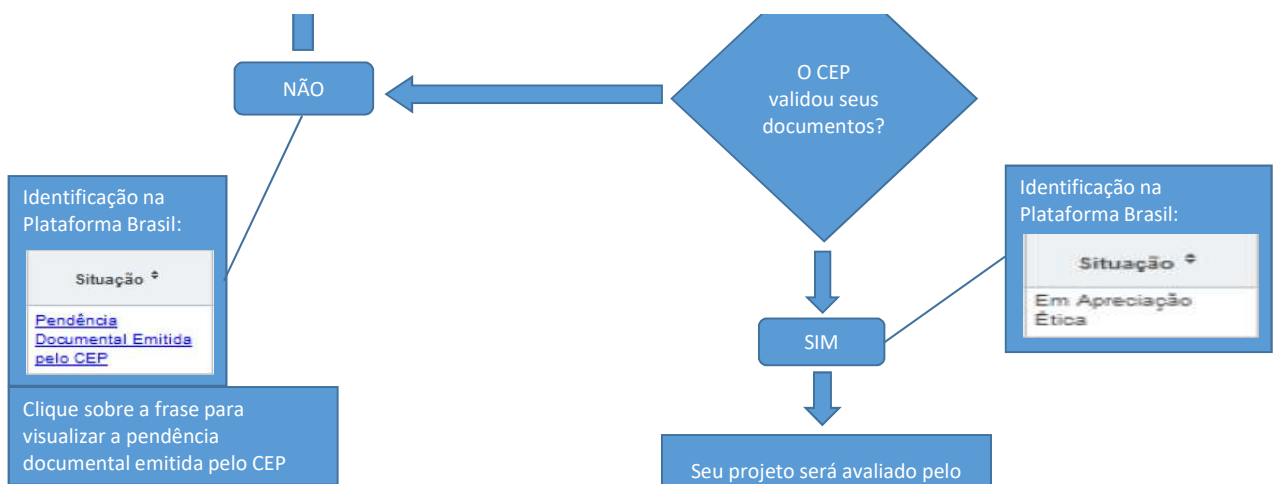 O CEP
validou seus
documentos?
NÃO
Identificação na
Plataforma Brasil:
Situação
Pendência
Documental Emitida
pelo CEP
Clique sobre a frase para
visualizar a pendência
documental emitida pelo CEP
Identificação na
Plataforma Brasil:
Situação
Em Apreciação
Ética
SIM
Seu projeto será avaliado pelo